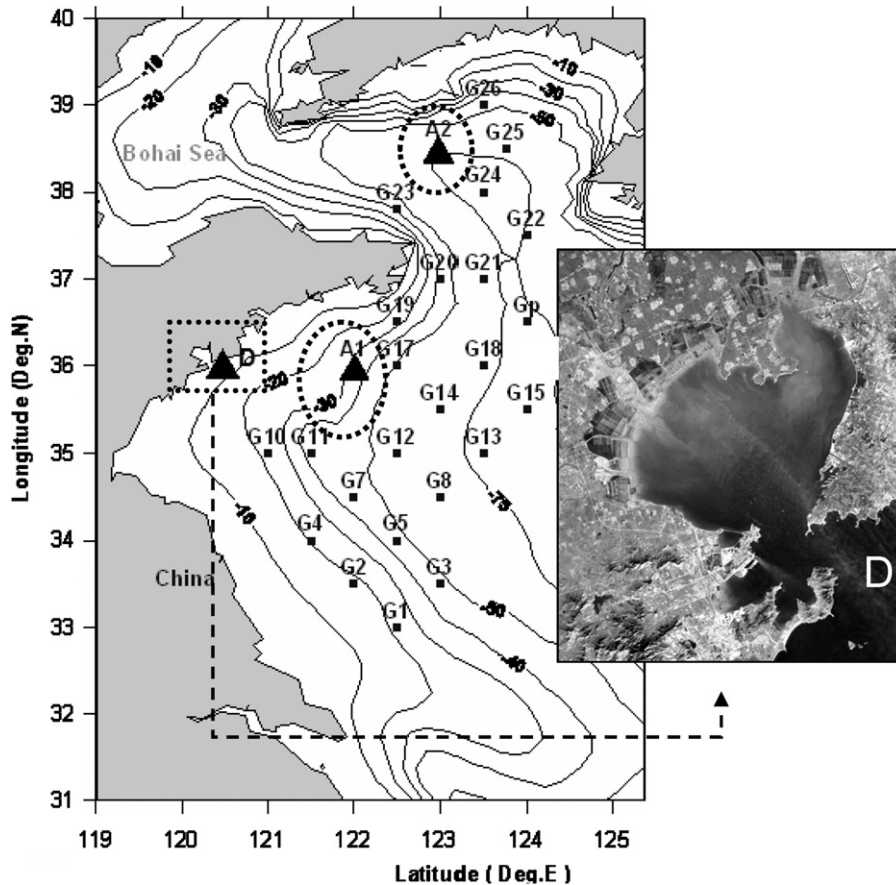 40
39
38
37
36
35
34
33
32
31
Longitude (Deg.N)
119
120
121
122
123
124
125
Latitude ( Deg.E )
-10
-20
-30
Bohai Sea
-10
-30
-50
G26
A2
G25
G24
G23
G22
G20
G21
G19
Gp
D
A1
G17
G18
-20
-30
G14
G15
G10
G11
G12
G13
G7
G8
-75
-10
G4
G5
China
G2
G3
G1
-50
-40
D